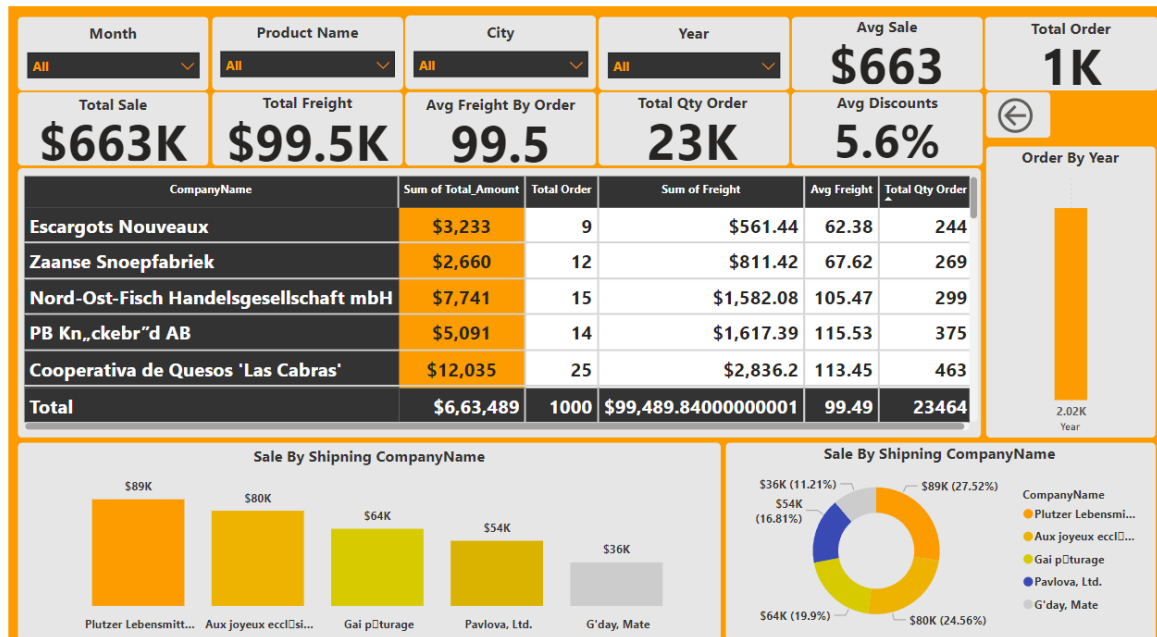 Month
Product Name
City
Year
Avg Sale
Total Order
All
All
All
All
$663
1K
Total Sale
Total Freight
Avg Freight By Order
Total Qty Order
Avg Discounts
$663K
$99.5K
99.5
23K
5.6%
Order By Year
2.02K
Year
CompanyName Sum of Total_Amount Total Order Sum of Freight Avg Freight Total Qty Order
Escargots Nouveaux $3,233 9 $561.44 62.38 244
Zaanse Snoepfabriek $2,660 12 $811.42 67.62 269
Nord-Ost-Fisch Handelsgesellschaft mbH $7,741 15 $1,582.08 105.47 299
PB Kn„ckebr”d AB $5,091 14 $1,617.39 115.53 375
Cooperativa de Quesos 'Las Cabras' $12,035 25 $2,836.2 113.45 463
Total $6,63,489 1000 $99,489.84000000001 99.49 23464
Sale By Shipning CompanyName
$89K
$80K
$64K
$54K
$36K
Plutzer Lebensmitt...
Aux joyeux eccl▯si...
Gai p▯turage
Pavlova, Ltd.
G'day, Mate
Sale By Shipning CompanyName
$36K (11.21%)
$89K (27.52%)
$54K
(16.81%)
$64K (19.9%)
$80K (24.56%)
CompanyName
Plutzer Lebensmi...
Aux joyeux eccl▯...
Gai p▯turage
Pavlova, Ltd.
G'day, Mate